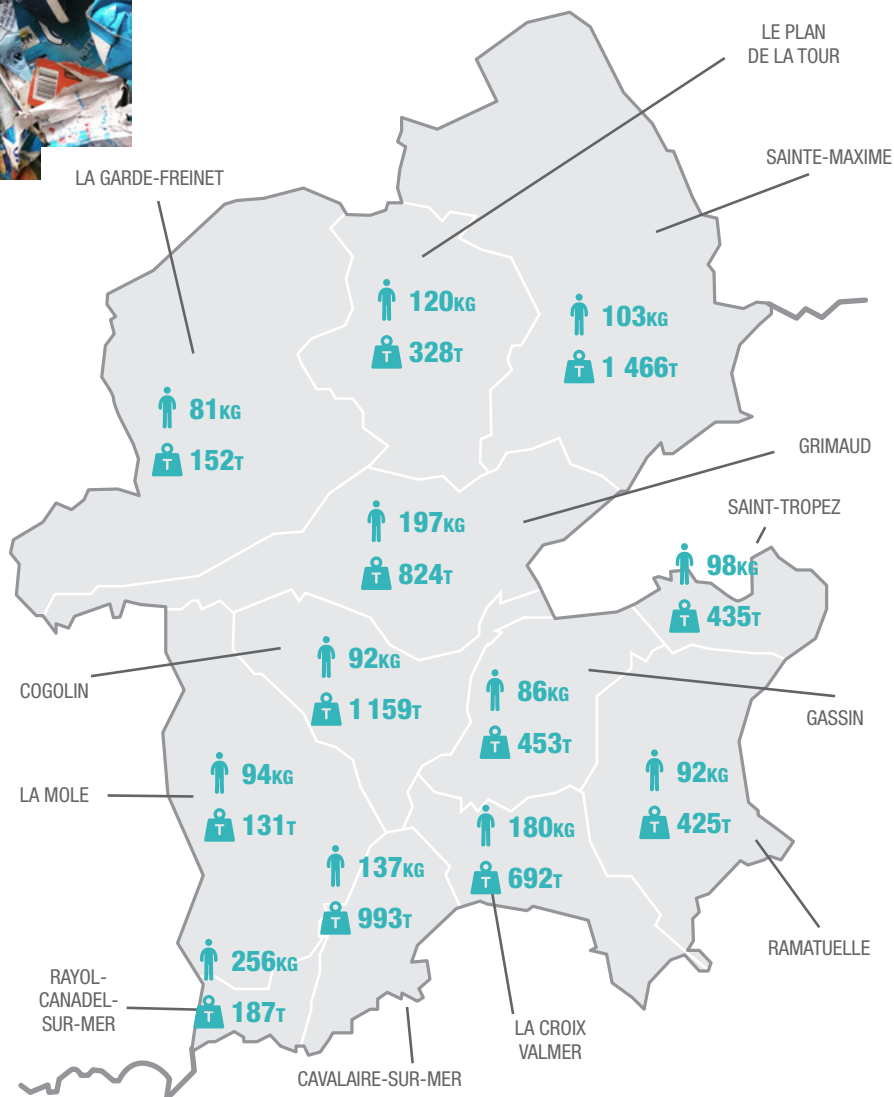 LE PLAN
DE LA TOUR
SAINTE-MAXIME
LA GARDE-FREINET
120KG
T 328T
103KG
T 1 466T
81KG
T 152T
GRIMAUD
197KG
T 824T
SAINT-TROPEZ
98KG
T 435T
COGOLIN
92KG
T 1 159T
86KG
T 453T
GASSIN
LA MOLE
94KG
T 131T
92KG
T 425T
180KG
T 692T
137KG
T 993T
RAMATUELLE
256KG
T 187T
RAYOL-
CANADEL-
SUR-MER
LA CROIX
VALMER
CAVALAIRE-SUR-MER